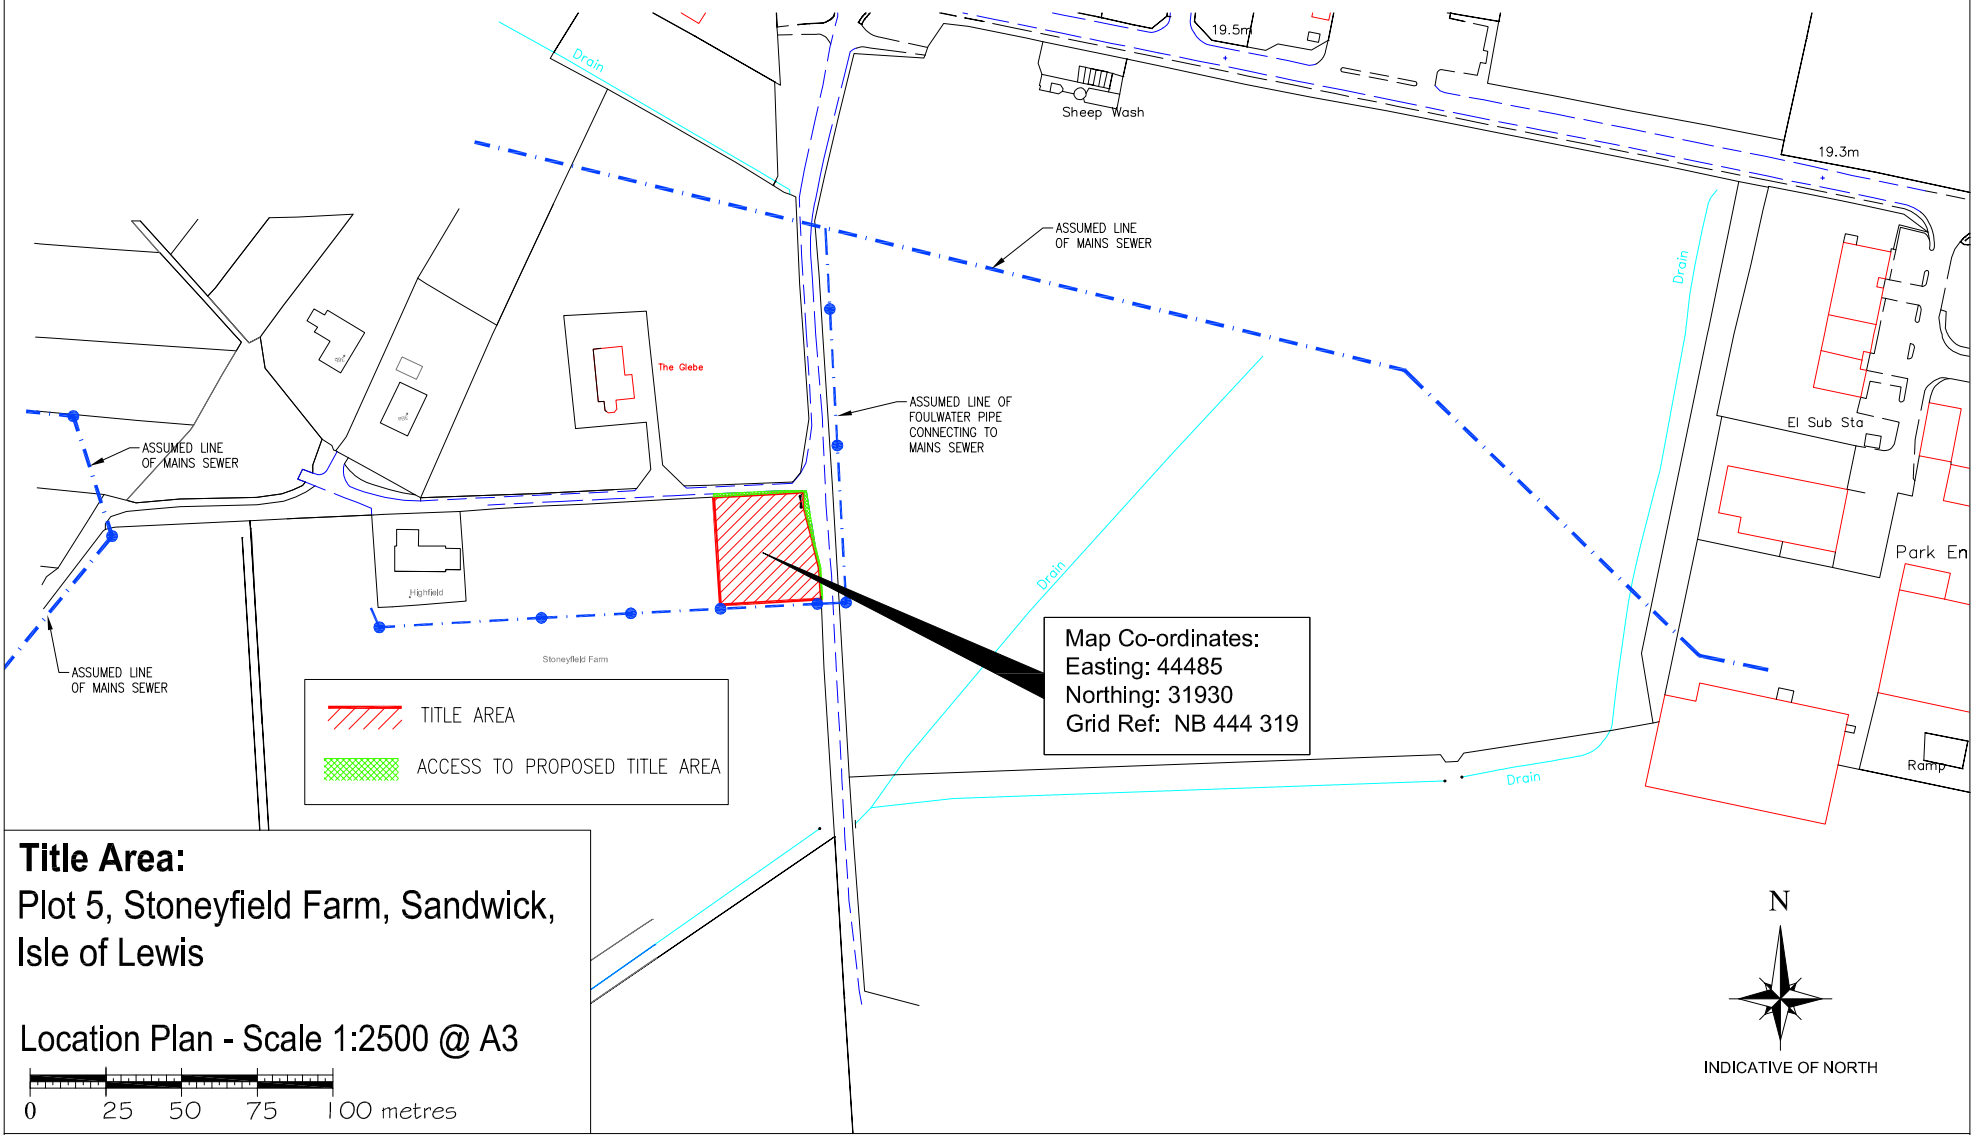 19.5m
Drain
Sheep Wash
19.3m
ASSUMED LINE
OF MAINS SEWER
Drain
The Glebe
ASSUMED LINE OF
FOULWATER PIPE
CONNECTING TO
MAINS SEWER
El Sub Sta
ASSUMED LINE
OF MAINS SEWER
Park En
Drain
Highfield
Stoneyfield Farm
ASSUMED LINE
OF MAINS SEWER
Map Co-ordinates:
Easting: 44485
Northing: 31930
Grid Ref: NB 444 319
TITLE AREA
ACCESS TO PROPOSED TITLE AREA
Drain
Ramp
Title Area:
Plot 5, Stoneyfield Farm, Sandwick,
Isle of Lewis
Location Plan - Scale 1:2500 @ A3
0 25 50 75 100 metres
N
INDICATIVE OF NORTH